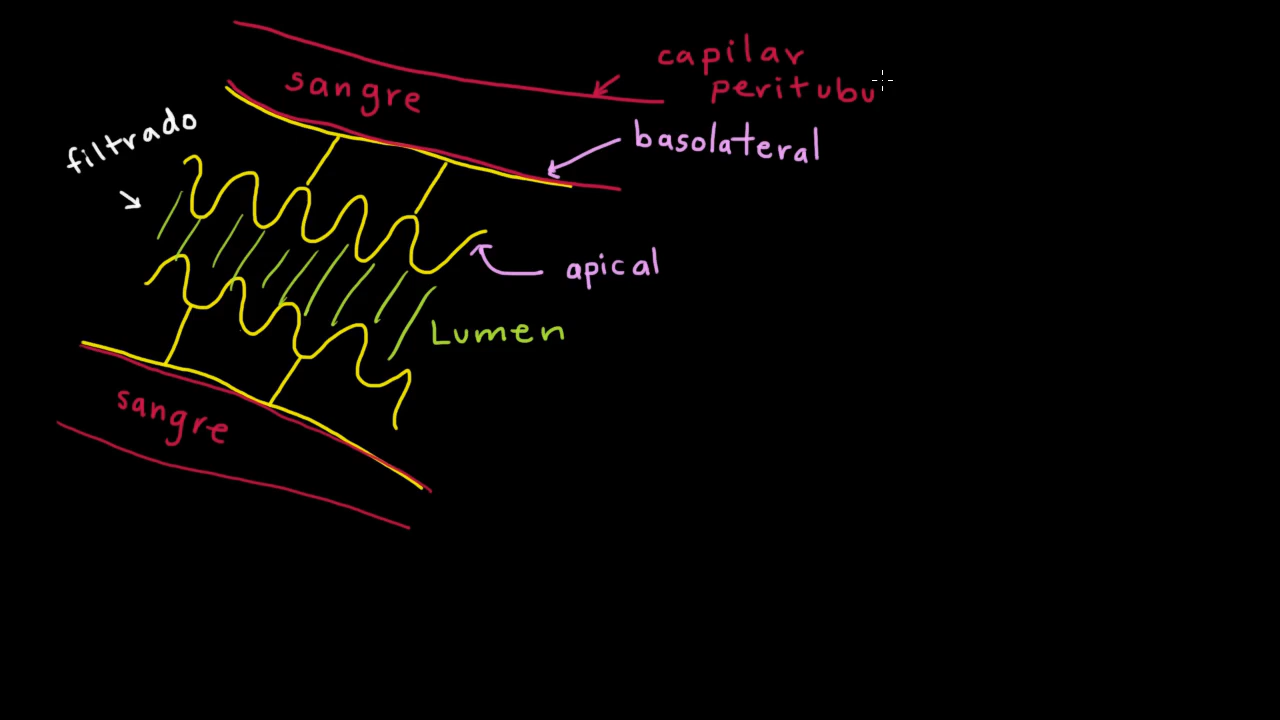 capilar
peritubu
sangre
basolateral
filtrado
apical
Lumen
sangre